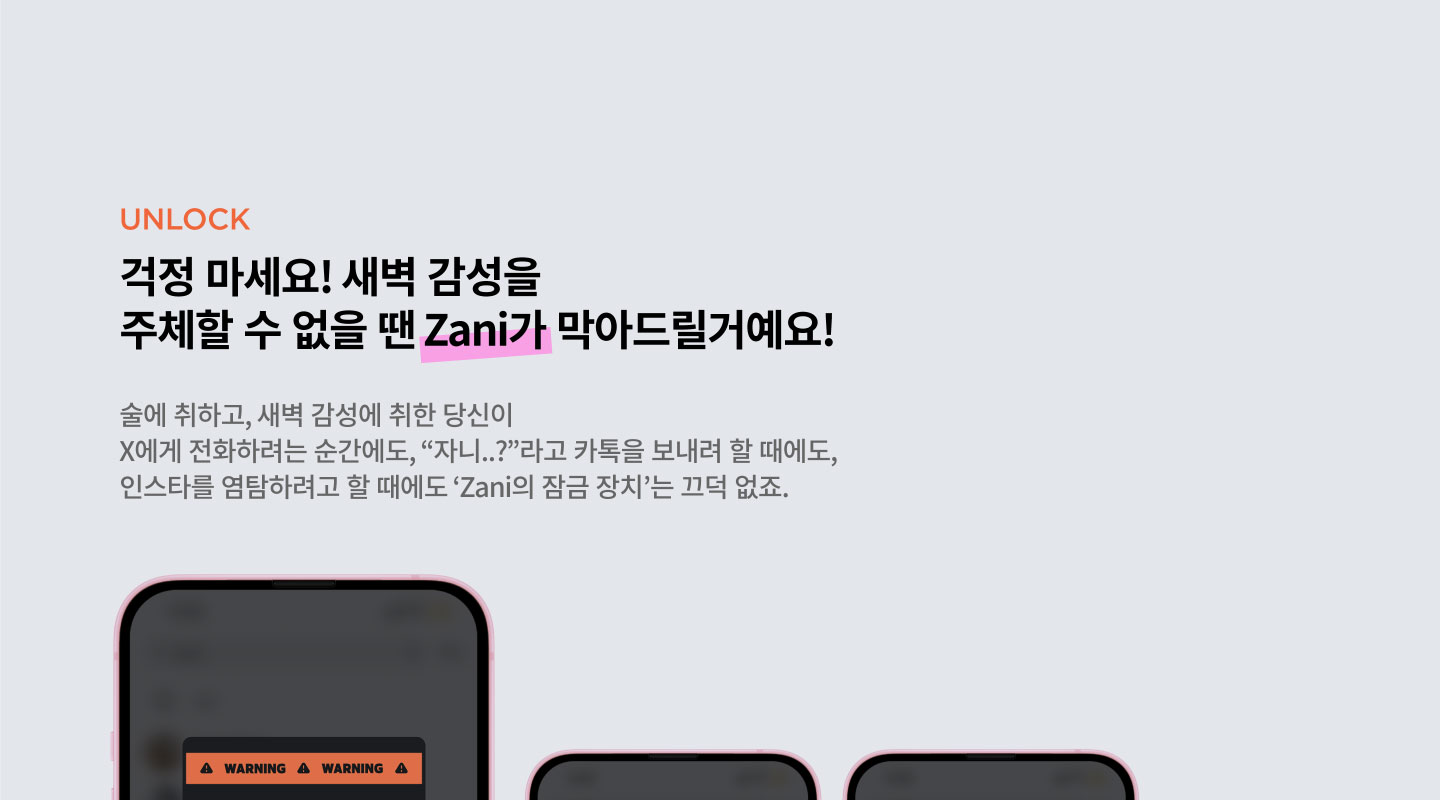 UNLOCK
걱정 마세요! 새벽 감성을
주체할 수 없을 땐 Zani가 막아드릴거예요!
술에 취하고, 새벽 감성에 취한 당신이
X에게 전화하려는 순간에도, “자니..?”라고 카톡을 보내려 할 때에도,
인스타를 염탐하려고 할 때에도 ‘Zani의 잠금 장치’는 끄덕 없죠.
WARNING WARNING